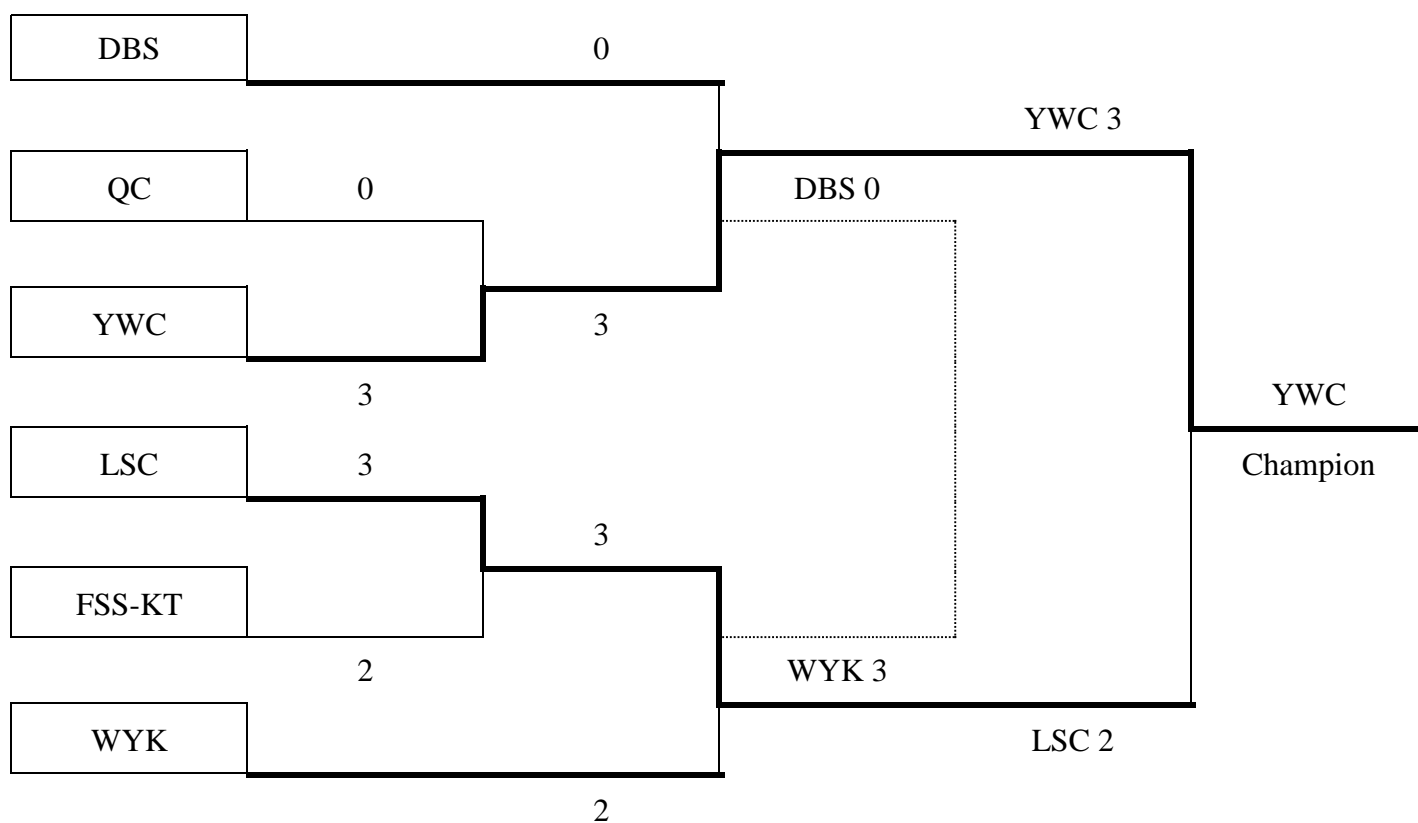 DBS 0
YWC 3
QC 0 DBS 0
YWC 3
3 YWC
LSC 3 Champion
3
FSS-KT
2 WYK 3
WYK LSC 2
2